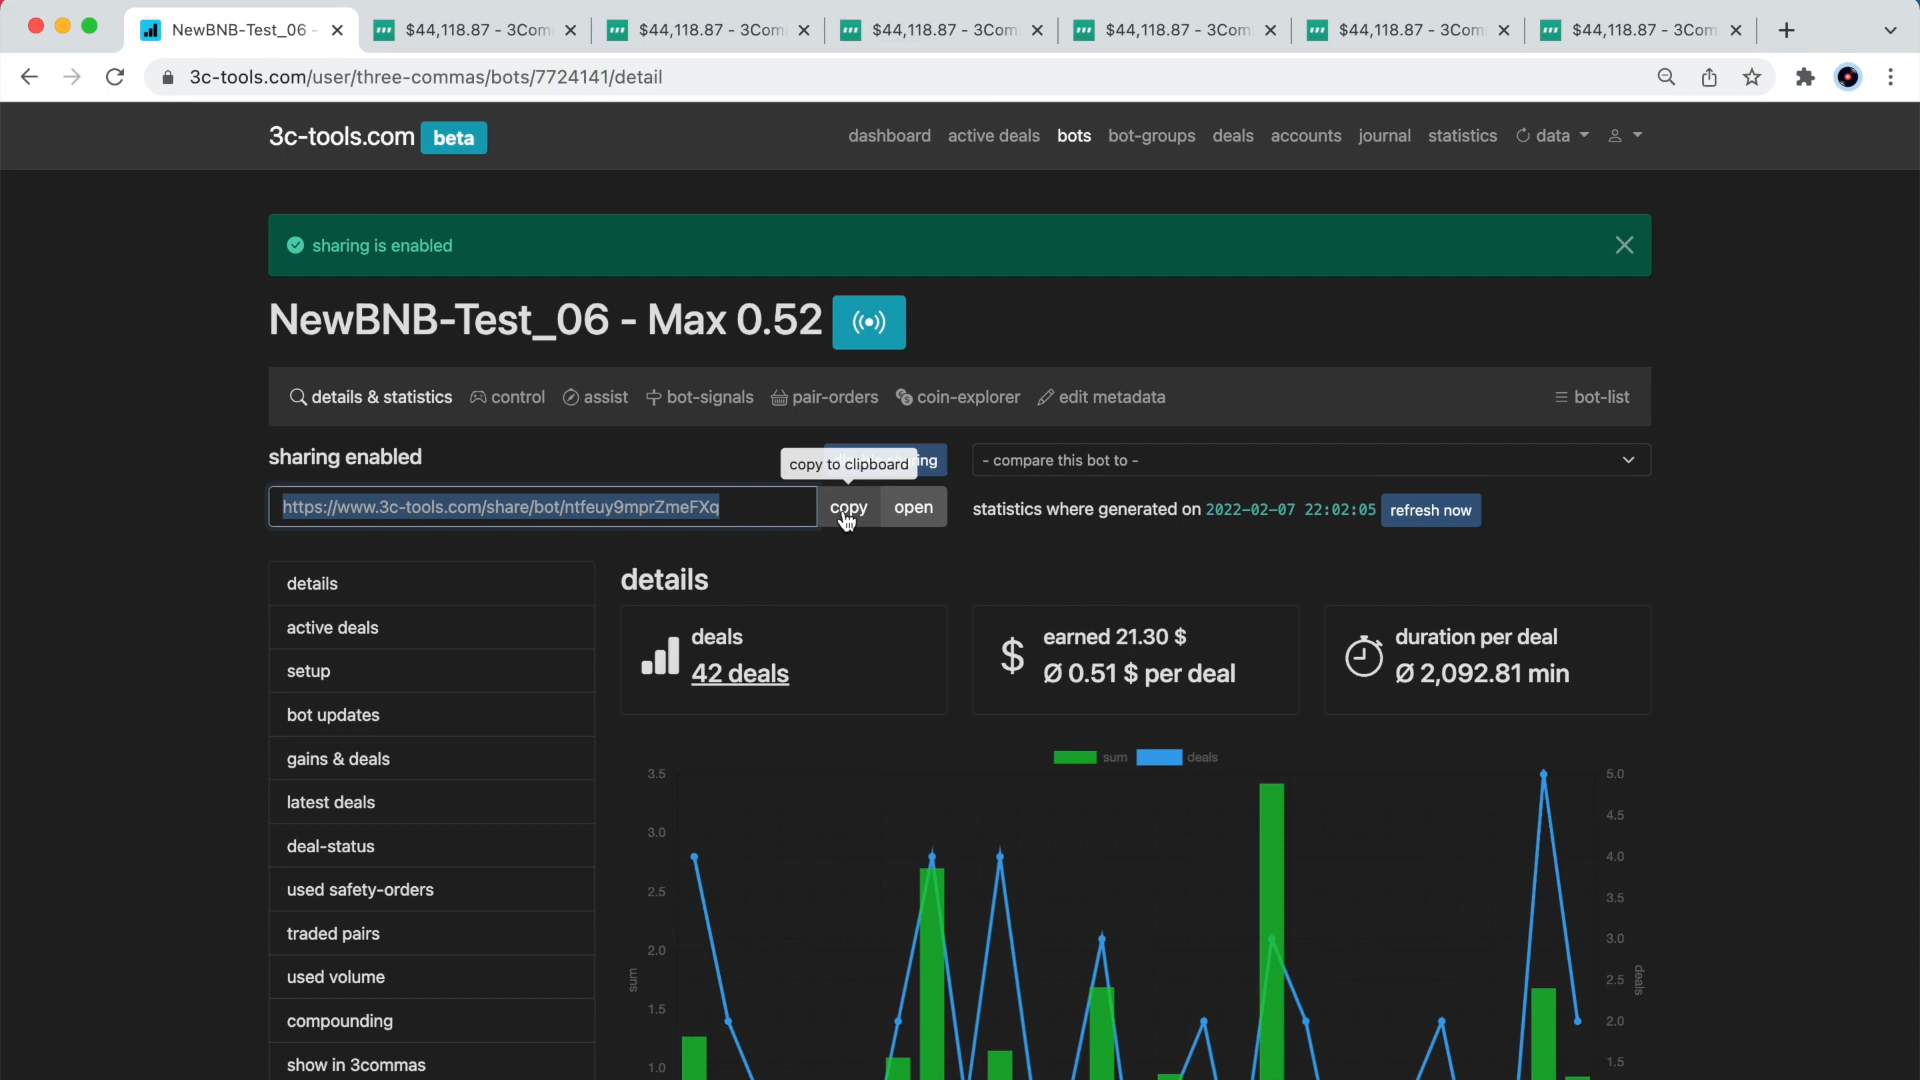 NewBNB-Test_06 -
$44,118.87 - 3Com
$44,118.87 - 3Com
$44,118.87 - 3Com
$44,118.87 - 3Com
$44,118.87 - 3Com
$44,118.87 - 3Com
3c-tools.com/user/three-commas/bots/7724141/detail
3c-tools.com beta
dashboard active deals bots bot-groups deals accounts journal statistics data
sharing is enabled
NewBNB-Test_06 - Max 0.52
details & statistics control assist bot-signals pair-orders coin-explorer edit metadata bot-list
sharing enabled
copy to clipboard
ing
- compare this bot to -
https://www.3c-tools.com/share/bot/ntfeuy9mprZmeFXq
copy open
statistics where generated on 2022-02-07 22:02:05 refresh now
details
active deals
setup
bot updates
gains & deals
latest deals
deal-status
used safety-orders
traded pairs
used volume
compounding
show in 3commas
details
deals
42 deals
$
earned 21.30 $
Ø 0.51 $ per deal
duration per deal
Ø 2,092.81 min
sum deals
3.5
3.0
2.5
2.0
1.5
1.0
sum
5.0
4.5
4.0
3.5
3.0
2.5
2.0
1.5
deals